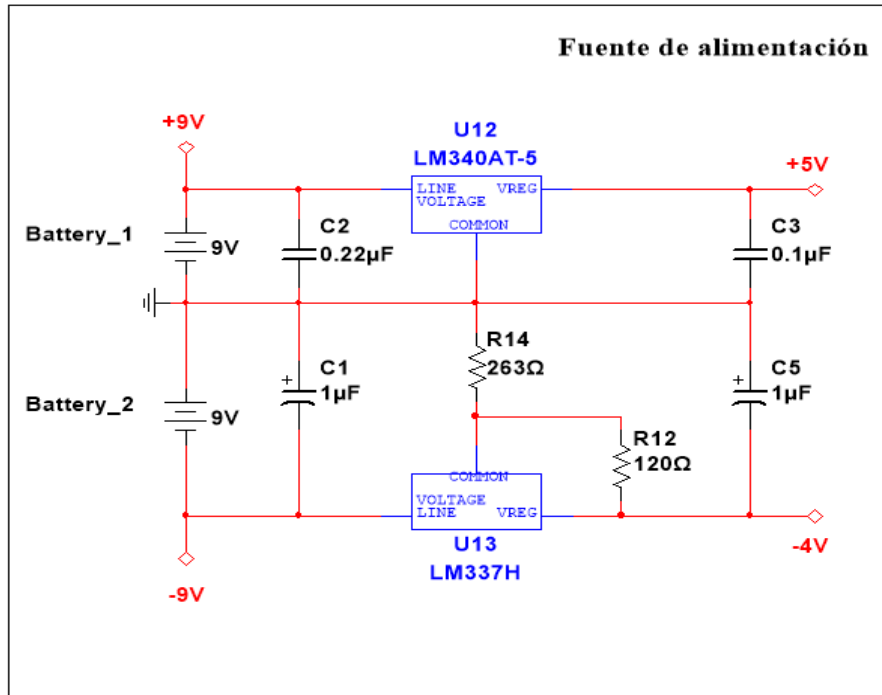 Fuente de alimentación
+9V
U12
LM340AT-5
+5V
LINE VREG
VOLTAGE
COMMON
Battery_1
9V
C2
0.22µF
C3
0.1µF
R14
263Ω
C1
1µF
C5
1µF
Battery_2
9V
R12
120Ω
COMMON
VOLTAGE
LINE VREG
U13
LM337H
-9V
-4V